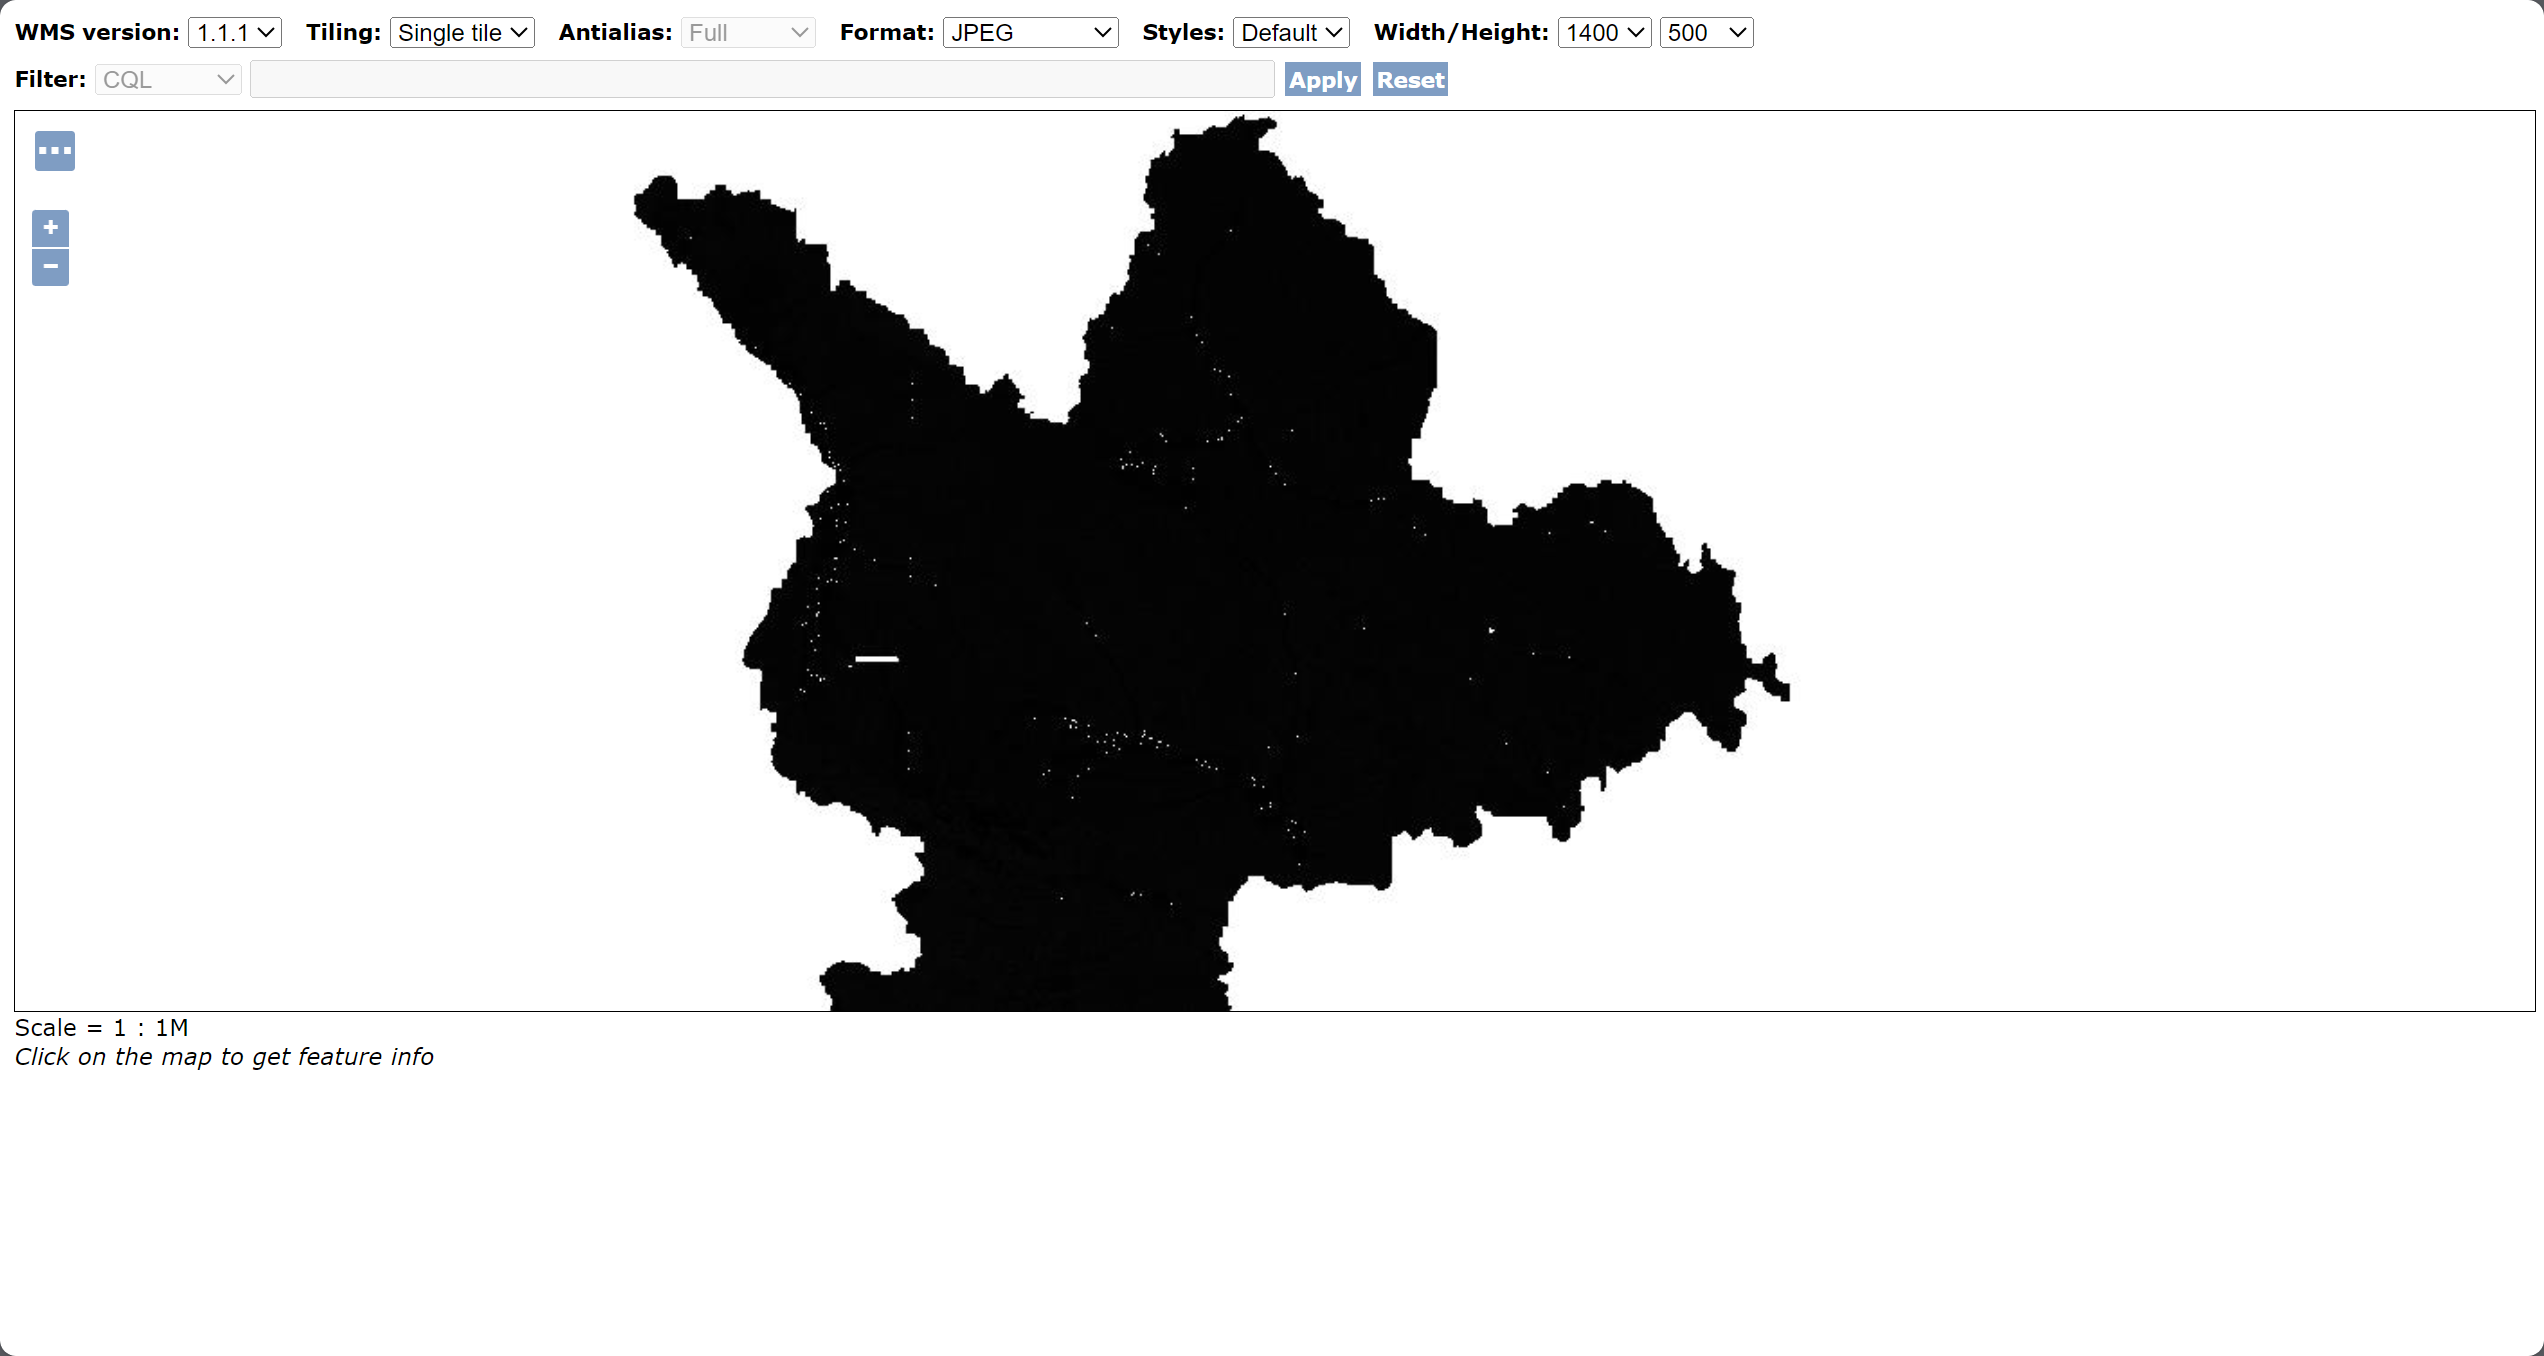 WMS version: 1.1.1 Tiling: Single tile Antialias: Full Format: JPEG Styles: Default Width/Height: 1400 500
Filter: CQL Apply Reset
...
+
−
Scale = 1 : 1M
Click on the map to get feature info